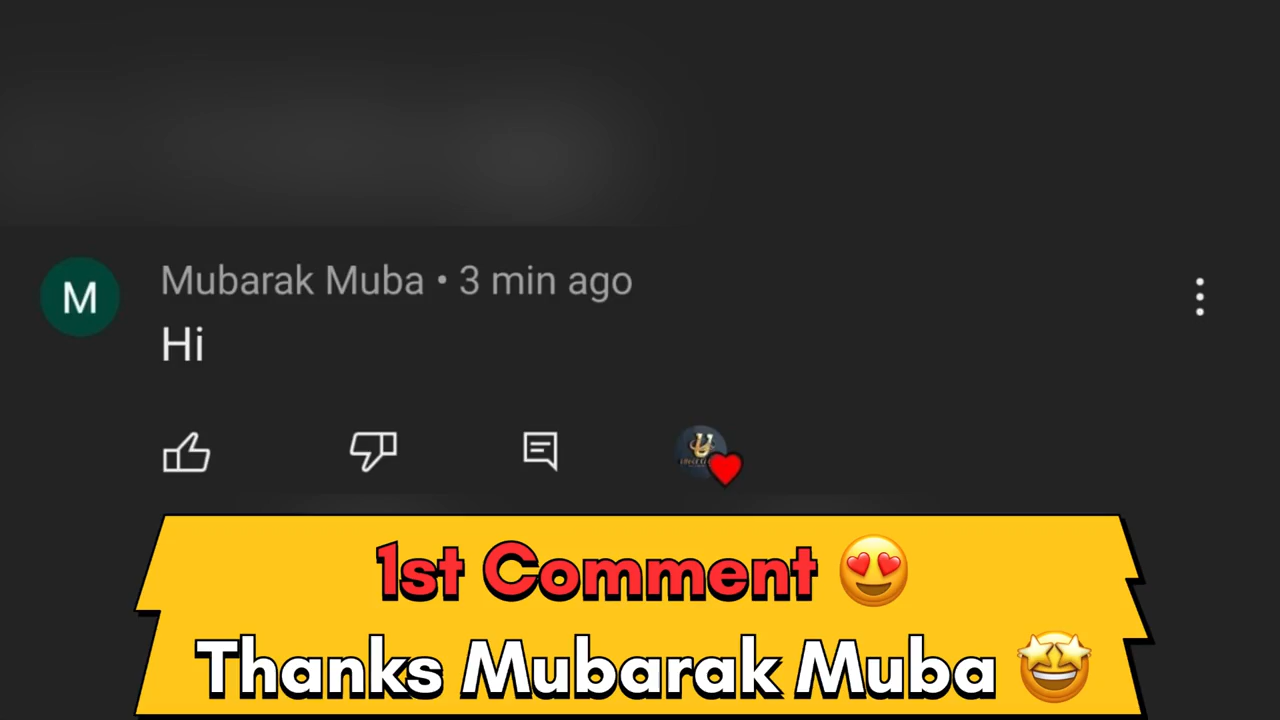 M
Mubarak Muba • 3 min ago
Hi
1st Comment 😍
Thanks Mubarak Muba 🤩